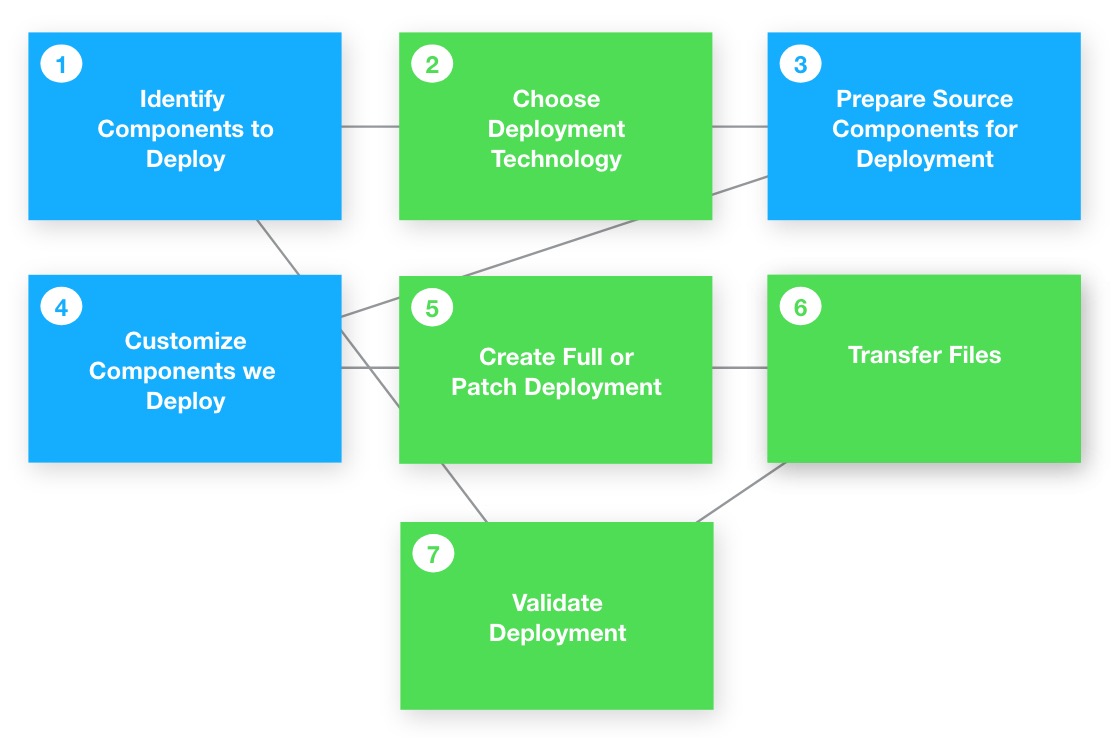 1
Identify
Components to
Deploy
2
Choose
Deployment
Technology
3
Prepare Source
Components for
Deployment
4
Customize
Components we
Deploy
5
Create Full or
Patch Deployment
6
Transfer Files
7
Validate
Deployment